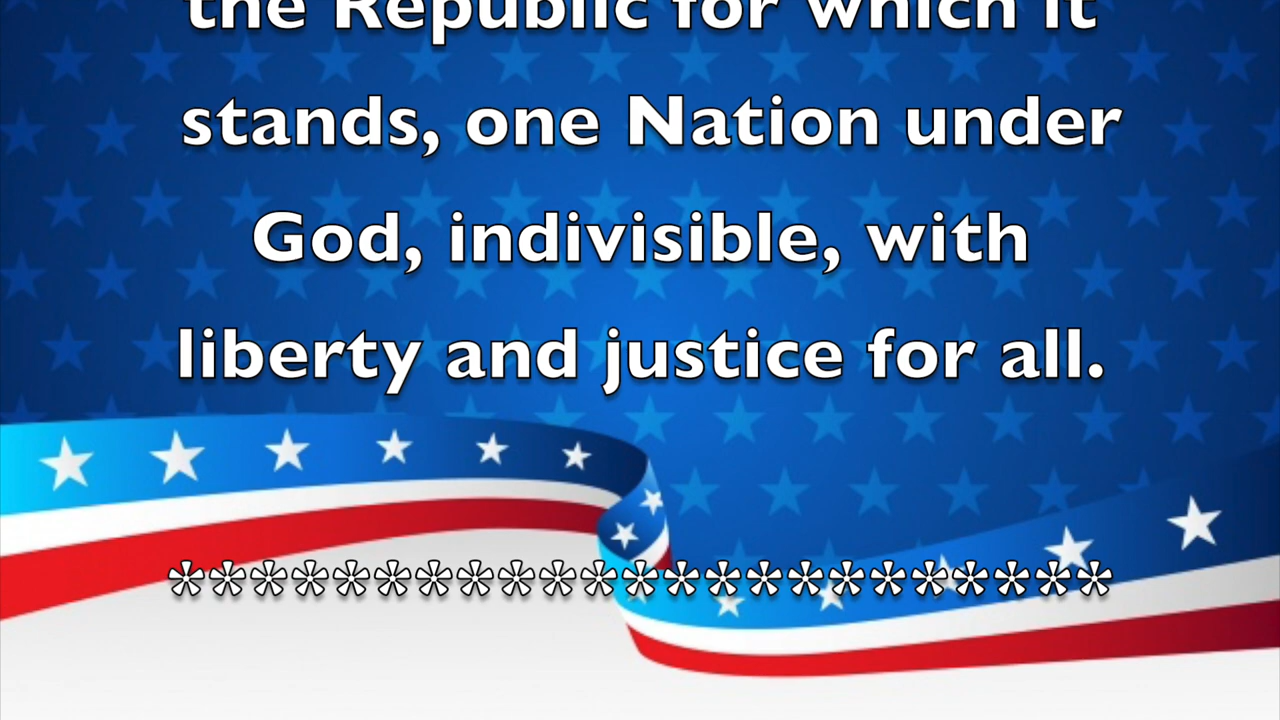 the Republic for which it
stands, one Nation under
God, indivisible, with
liberty and justice for all.
***********************